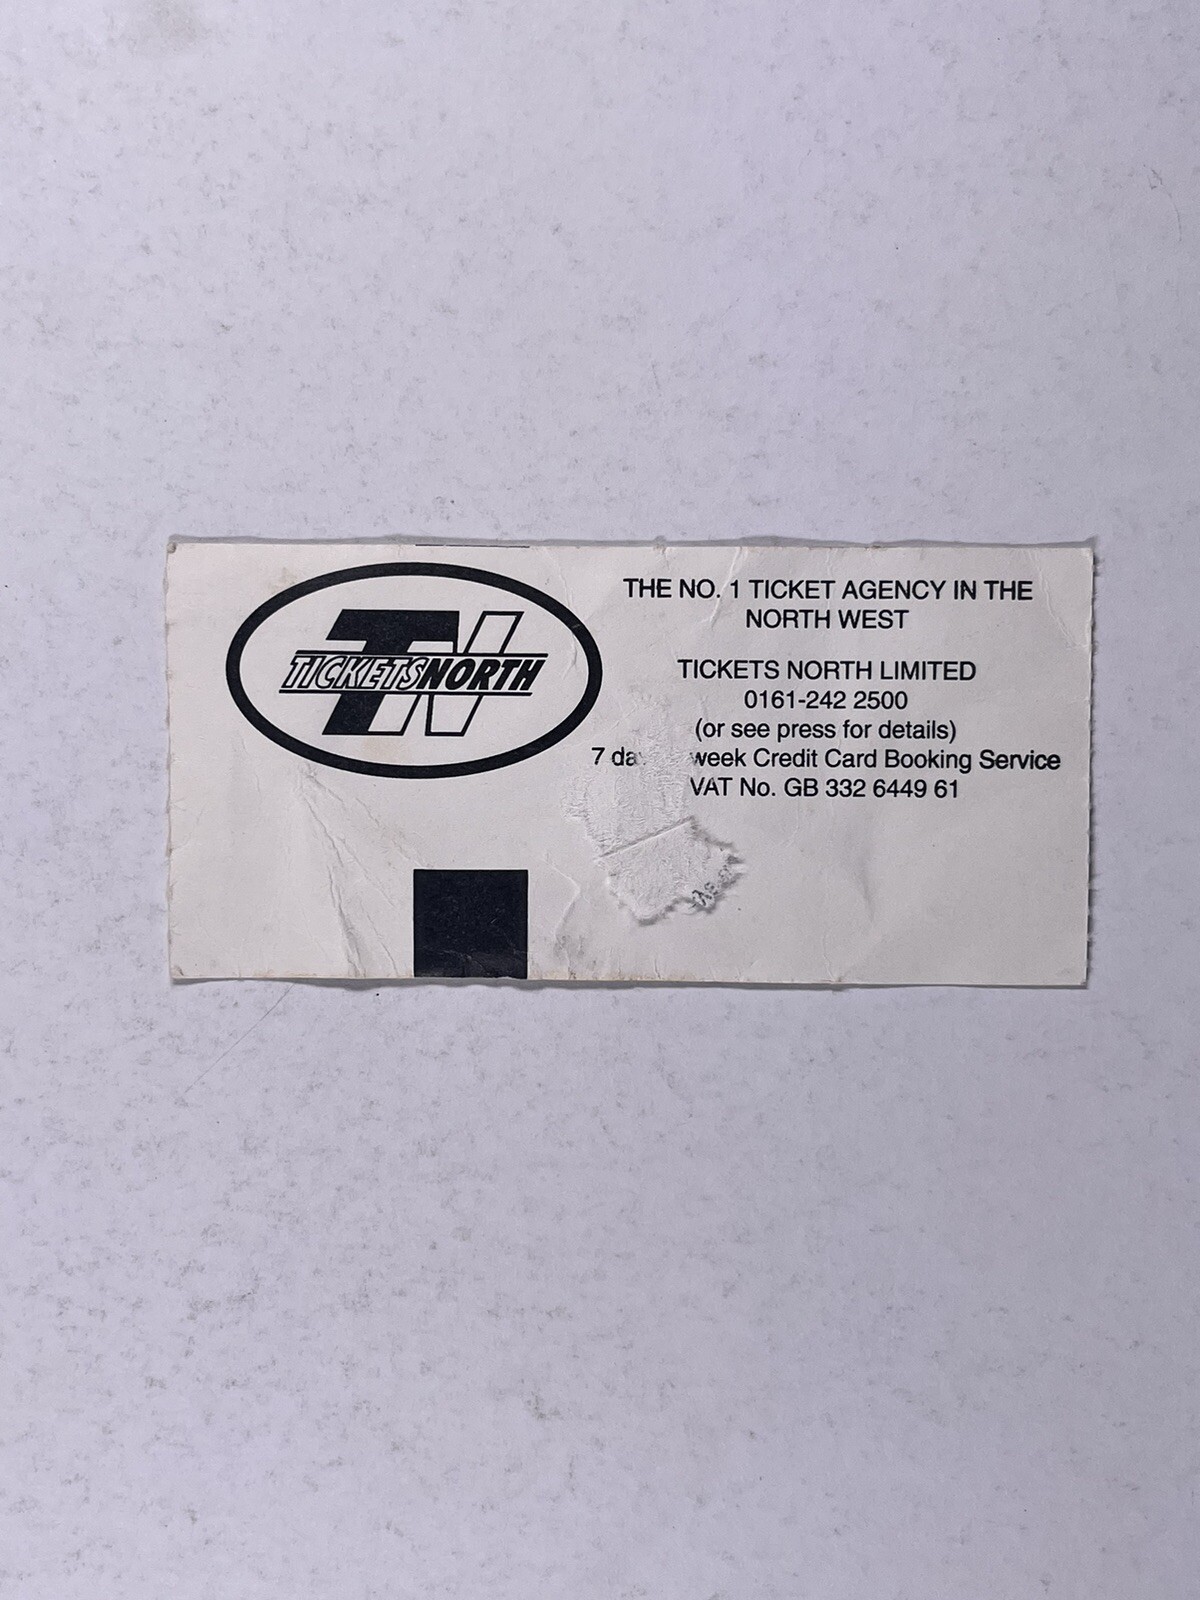 TN
TICKETSNORTH
THE NO. 1 TICKET AGENCY IN THE
NORTH WEST
TICKETS NORTH LIMITED
0161-242 2500
(or see press for details)
7 week Credit Card Booking Service
VAT No. GB 332 6449 61